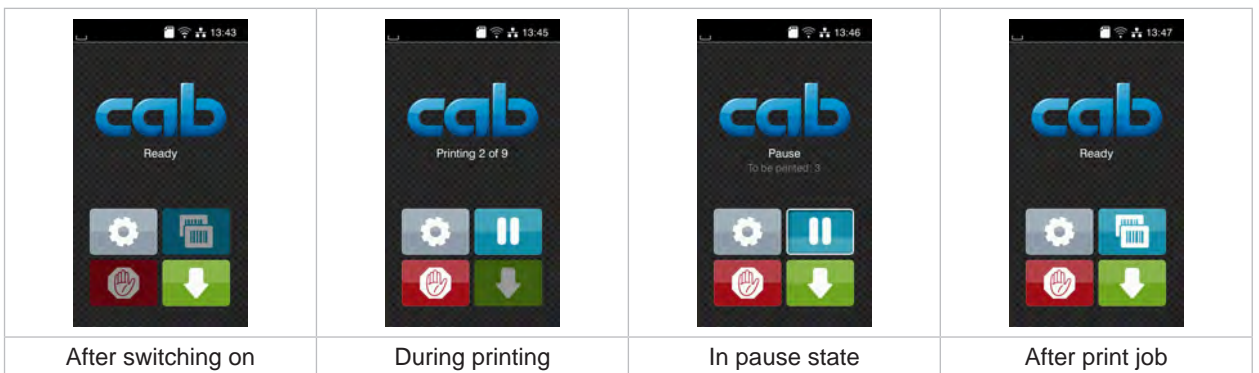 13:43
cab
Ready
After switching on
13:45
cab
Printing 2 of 9
During printing
13:46
cab
Pause
To be printed: 3
In pause state
13:47
cab
Ready
After print job